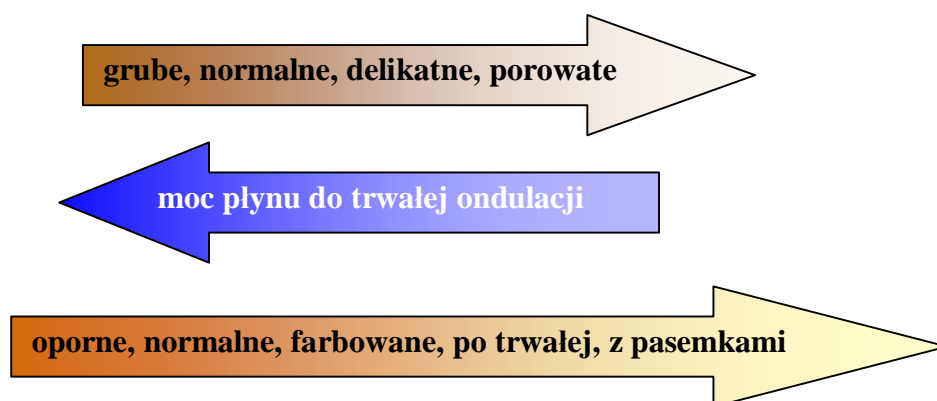 grube, normalne, delikatne, porowate
moc płynu do trwałej ondulacji
oporne, normalne, farbowane, po trwałej, z pasemkami